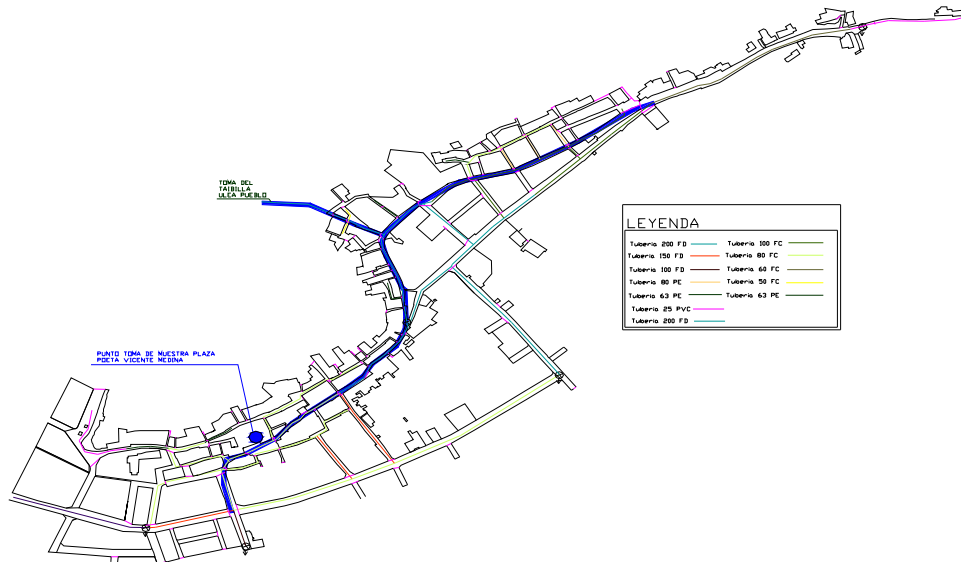 TOMA DEL
TAIBILLA
ULEA PUEBLO
LEYENDA
Tuberia 200 FD
Tuberia 100 FC
Tuberia 150 FD
Tuberia 80 FC
Tuberia 100 FD
Tuberia 60 FC
Tuberia 80 PE
Tuberia 50 FC
Tuberia 63 PE
Tuberia 63 PE
Tuberia 25 PVC
Tuberia 200 FD
PUNTO TOMA DE MUESTRA PLAZA
POETA VICENTE MEDINA